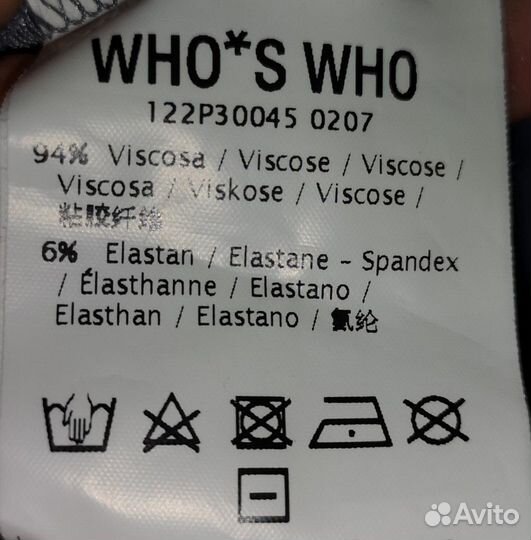 WHO*S WHO
122P30045 0207
94% Viscosa / Viscose / Viscose /
Viscosa / Viskose / Viscose /
粘胶纤维
6% Elastan / Elastane - Spandex
/ Élasthanne / Elastano /
Elasthan / Elastano / 氨纶
Avito